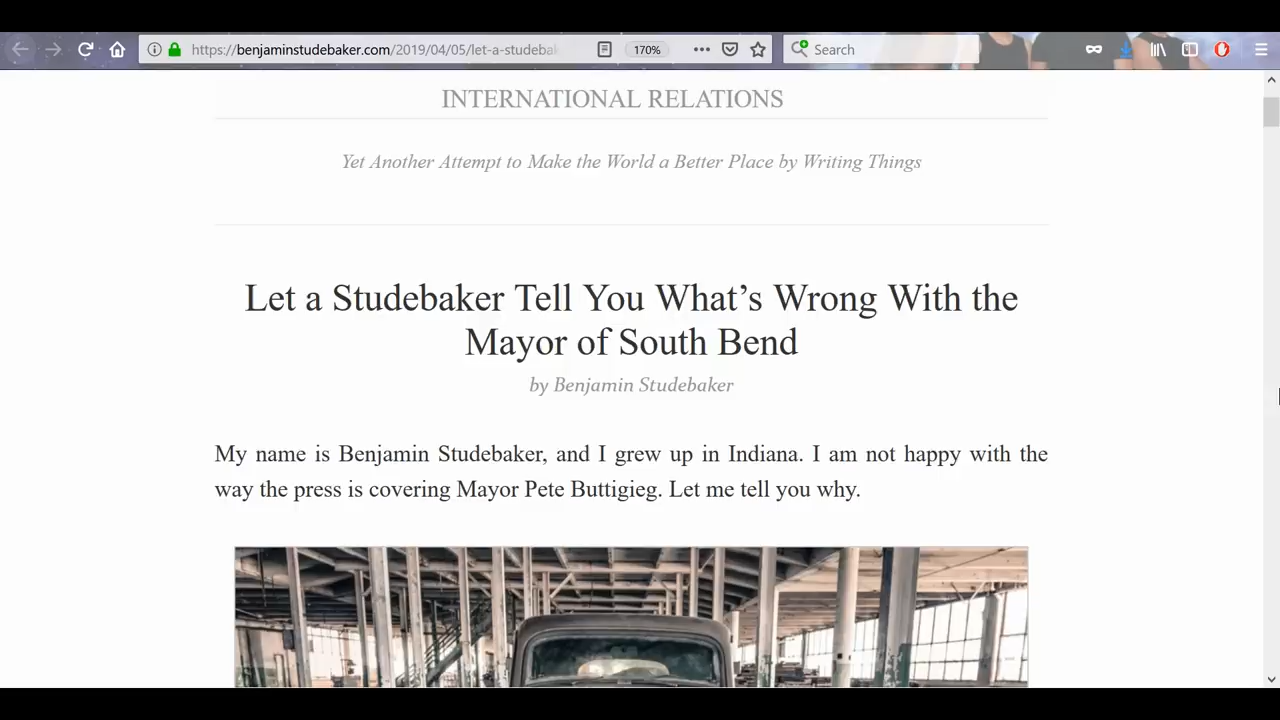 https://benjaminstudebaker.com/2019/04/05/let-a-studebak
170%
Search
INTERNATIONAL RELATIONS
Yet Another Attempt to Make the World a Better Place by Writing Things
Let a Studebaker Tell You What’s Wrong With the
Mayor of South Bend
by Benjamin Studebaker
My name is Benjamin Studebaker, and I grew up in Indiana. I am not happy with the
way the press is covering Mayor Pete Buttigieg. Let me tell you why.